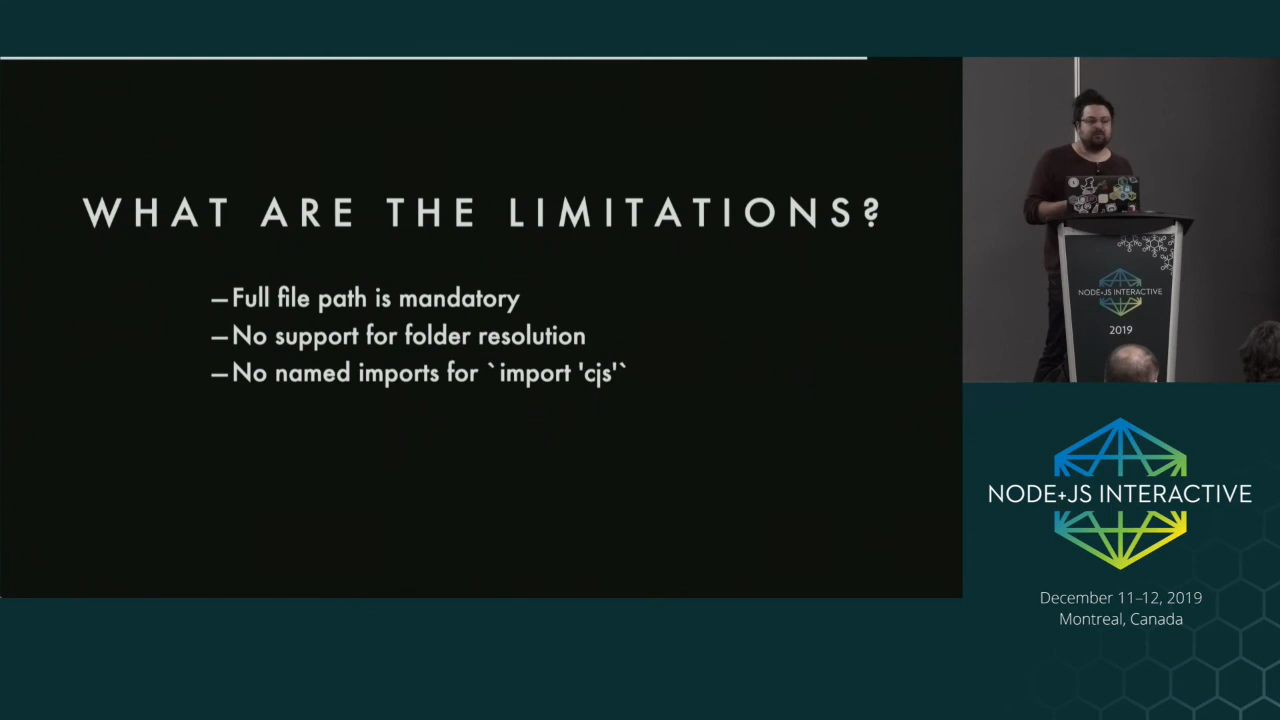 WHAT ARE THE LIMITATIONS?
—Full file path is mandatory
—No support for folder resolution
—No named imports for `import 'cjs'`
NODE+JS INTERACTIVE
2019
NODE+JS INTERACTIVE
December 11–12, 2019
Montreal, Canada